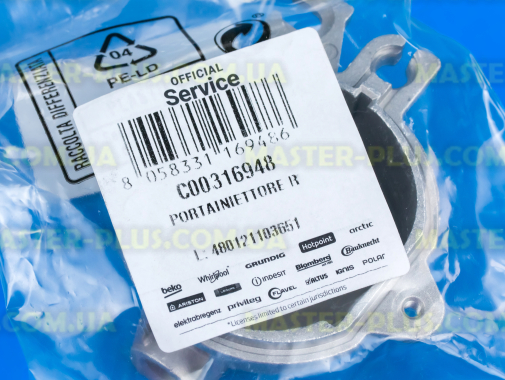 04
PE-LD
RACCOLTA DIFFERENZIATA
OFFICIAL
Service
8 058331 169486
C00316948
PORTAINIETTORE R
L. 480121103651
beko Whirlpool GRUNDIG Hotpoint arctic
ARISTON INDESIT Blomberg Bauknecht
elektrabregenz privileg FLAVEL ALTUS IGNIS POLAR
*Licenses limited to certain jurisdictions
MASTER-PLUS.COM.UA